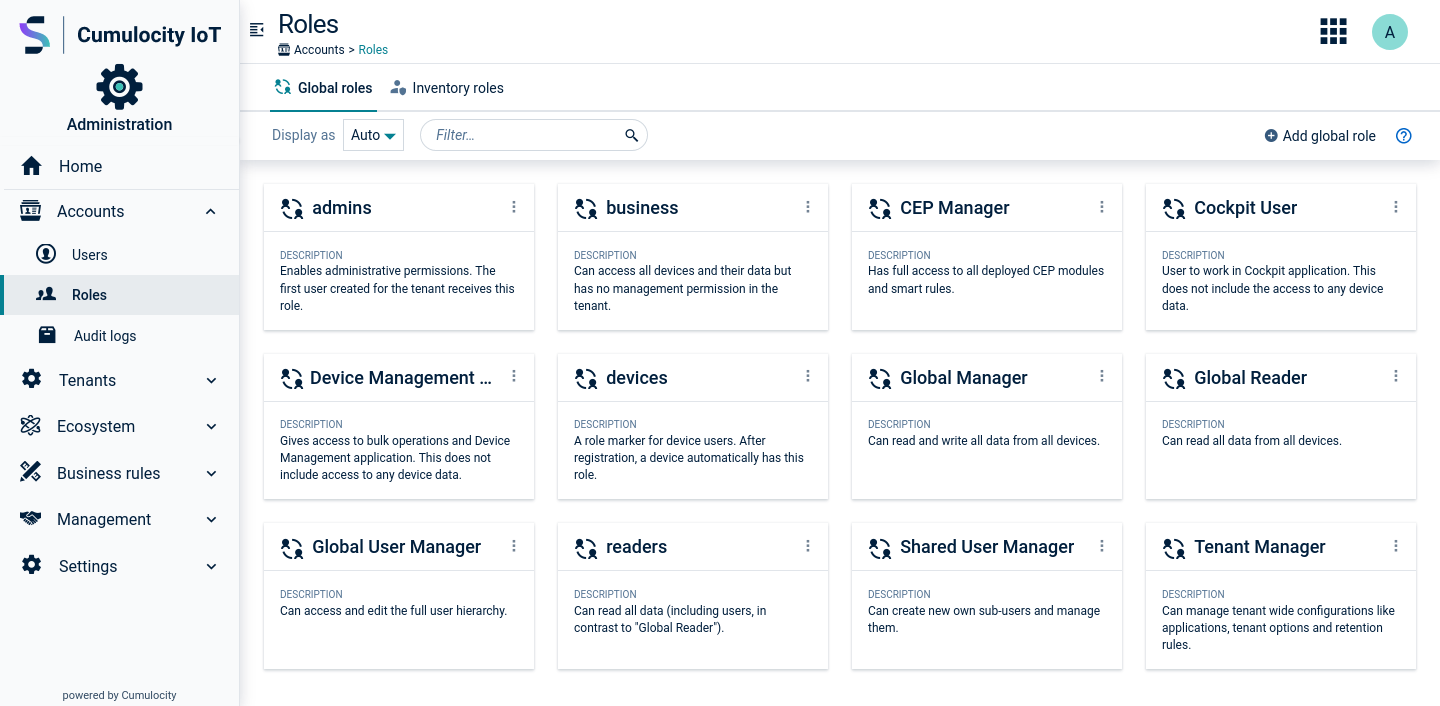 Cumulocity IoT
Administration
Home
Accounts
Users
Roles
Audit logs
Tenants
Ecosystem
Business rules
Management
Settings
powered by Cumulocity
Roles
Accounts > Roles
A
Global roles
Inventory roles
Display as
Auto
Filter...
Add global role
admins
DESCRIPTION
Enables administrative permissions. The
first user created for the tenant receives this
role.
business
DESCRIPTION
Can access all devices and their data but
has no management permission in the
tenant.
CEP Manager
DESCRIPTION
Has full access to all deployed CEP modules
and smart rules.
Cockpit User
DESCRIPTION
User to work in Cockpit application. This
does not include the access to any device
data.
Device Management ...
DESCRIPTION
Gives access to bulk operations and Device
Management application. This does not
include access to any device data.
devices
DESCRIPTION
A role marker for device users. After
registration, a device automatically has this
role.
Global Manager
DESCRIPTION
Can read and write all data from all devices.
Global Reader
DESCRIPTION
Can read all data from all devices.
Global User Manager
DESCRIPTION
Can access and edit the full user hierarchy.
readers
DESCRIPTION
Can read all data (including users, in
contrast to "Global Reader").
Shared User Manager
DESCRIPTION
Can create new own sub-users and manage
them.
Tenant Manager
DESCRIPTION
Can manage tenant wide configurations like
applications, tenant options and retention
rules.